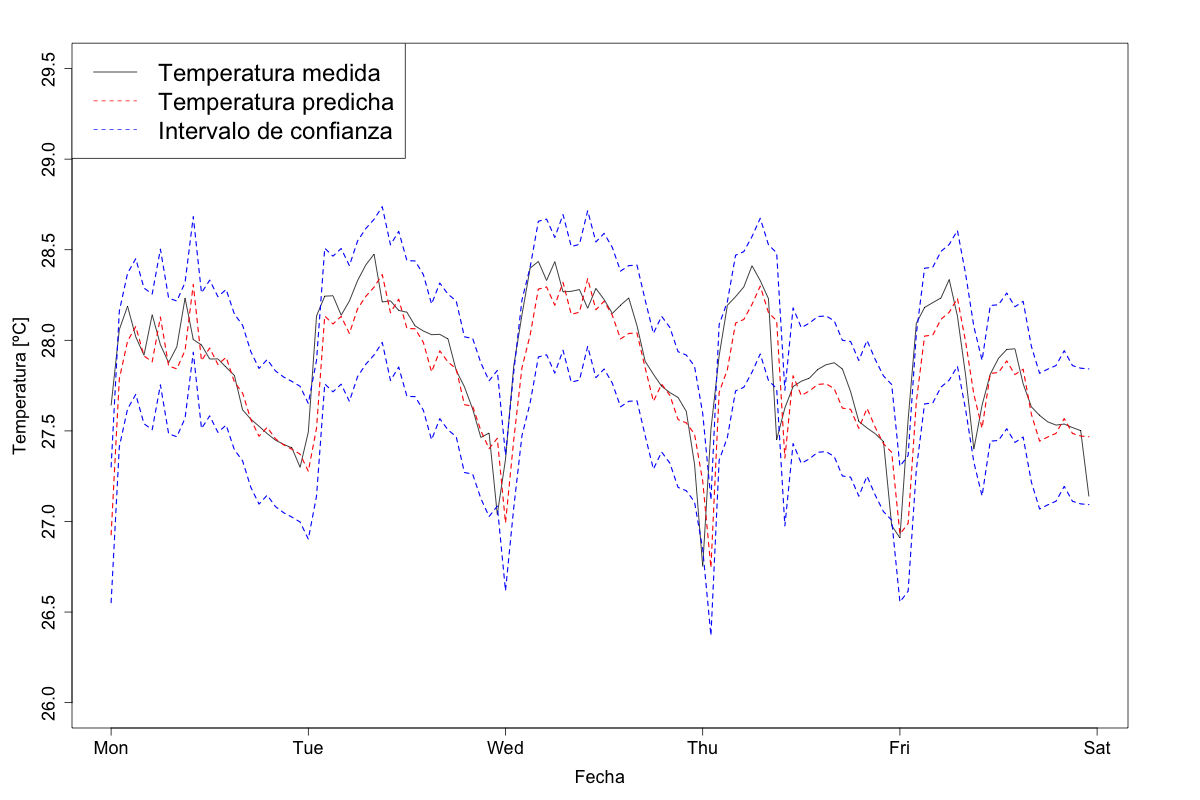 Temperatura medida
Temperatura predicha
Intervalo de confianza
29.5
29.0
28.5
28.0
27.5
27.0
26.5
26.0
Temperatura [ºC]
Mon Tue Wed Thu Fri Sat
Fecha